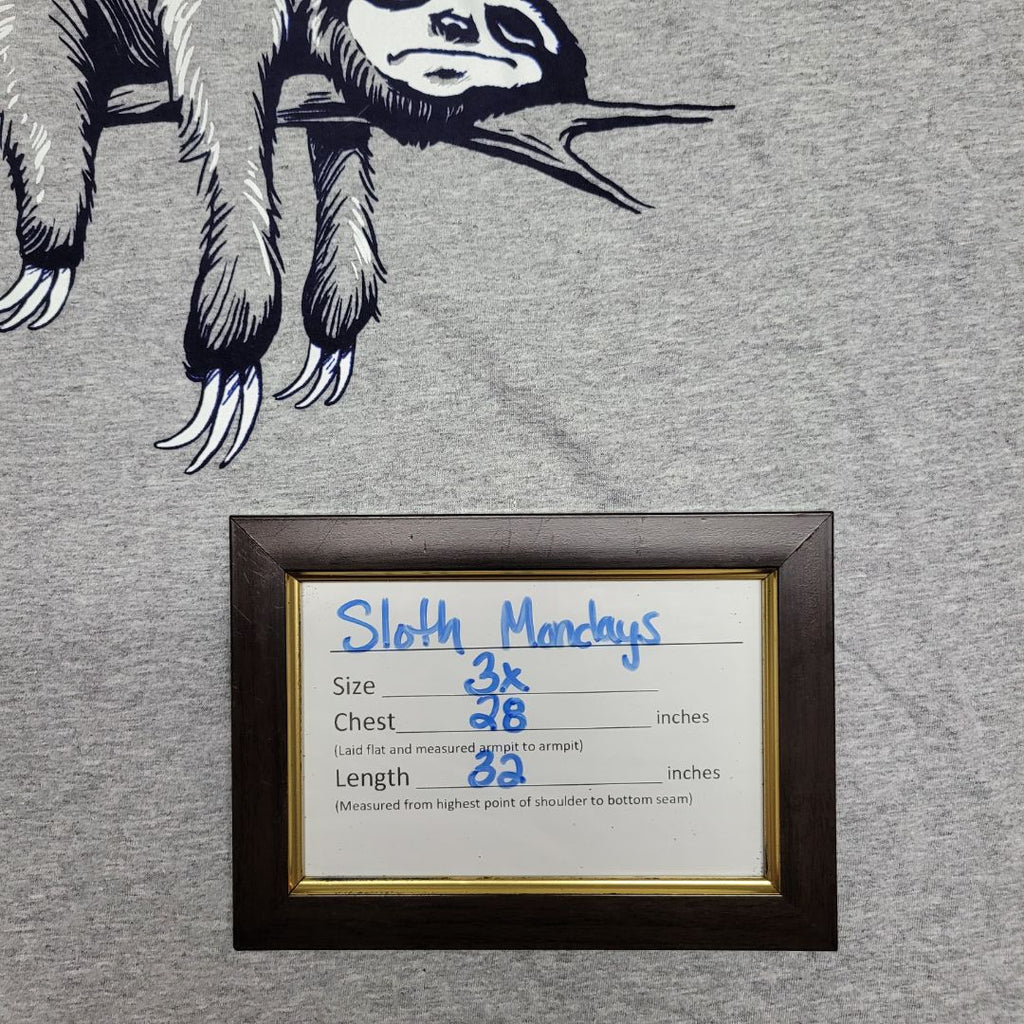 Sloth Mondays
Size 3x
Chest 28 inches
(Laid flat and measured armpit to armpit)
Length 32 inches
(Measured from highest point of shoulder to bottom seam)